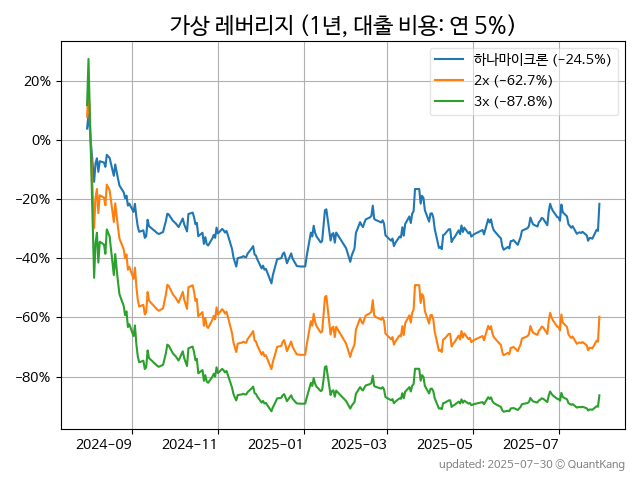 가상 레버리지 (1년, 대출 비용: 연 5%)
하나마이크론 (−24.5%)
2x (−62.7%)
3x (−87.8%)
20%
0%
−20%
−40%
−60%
−80%
2024-09 2024-11 2025-01 2025-03 2025-05 2025-07
updated: 2025-07-30 © QuantKang